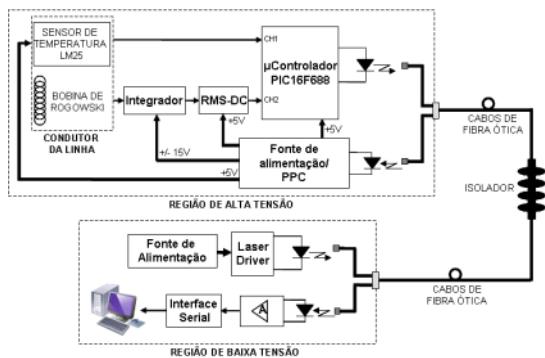 SENSOR DE
TEMPERATURA
LM25
BOBINA DE
ROGOWSKI
CONDUTOR
DA LINHA
Integrador
RMS-DC
CH1
CH2
µControlador
PIC16F688
+5V
+5V
+/- 15V
+5V
Fonte de
alimentação/
PPC
REGIÃO DE ALTA TENSÃO
CABOS DE
FIBRA ÓTICA
ISOLADOR
CABOS DE
FIBRA ÓTICA
Fonte de
Alimentação
Laser
Driver
Interface
Serial
A
REGIÃO DE BAIXA TENSÃO